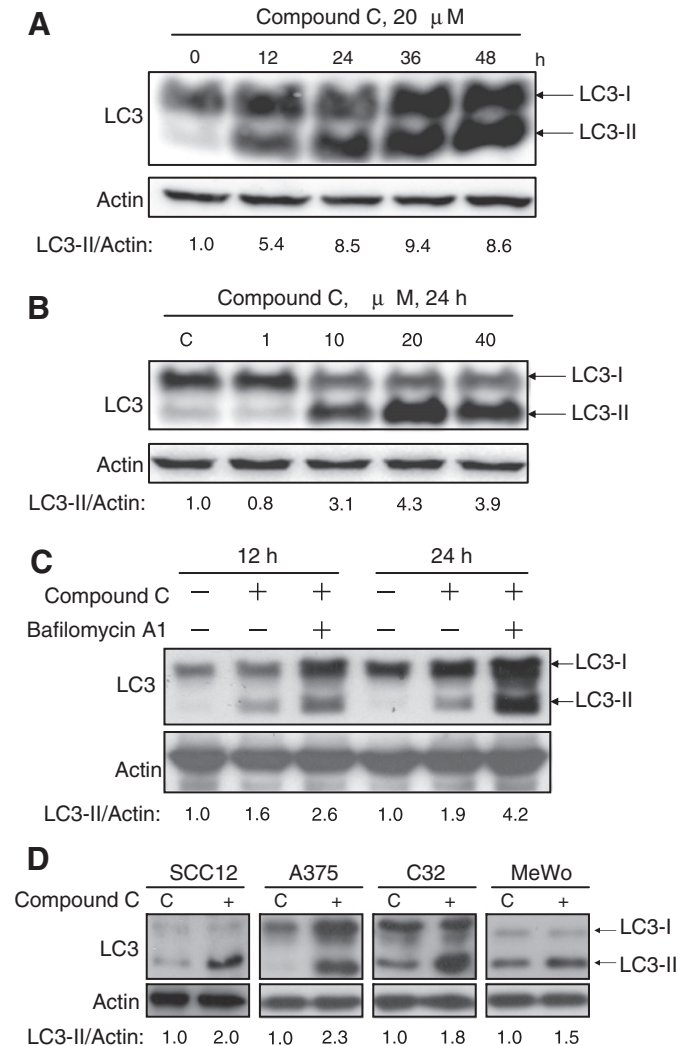 A
Compound C, 20 μ M
0 12 24 36 48 h
LC3
LC3-I
LC3-II
Actin
LC3-II/Actin: 1.0 5.4 8.5 9.4 8.6
B
Compound C, μ M, 24 h
C 1 10 20 40
LC3
LC3-I
LC3-II
Actin
LC3-II/Actin: 1.0 0.8 3.1 4.3 3.9
C
12 h 24 h
Compound C − + + − + +
Bafilomycin A1 − − + − − +
LC3
LC3-I
LC3-II
Actin
LC3-II/Actin: 1.0 1.6 2.6 1.0 1.9 4.2
D
SCC12 A375 C32 MeWo
Compound C C + C + C + C +
LC3
LC3-I
LC3-II
Actin
LC3-II/Actin: 1.0 2.0 1.0 2.3 1.0 1.8 1.0 1.5